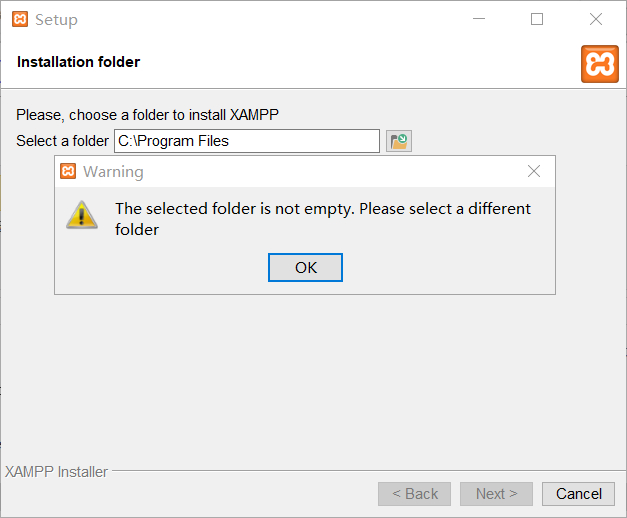 Setup
Installation folder
Please, choose a folder to install XAMPP
Select a folder C:\Program Files
Warning
The selected folder is not empty. Please select a different
folder
OK
XAMPP Installer
< Back Next > Cancel